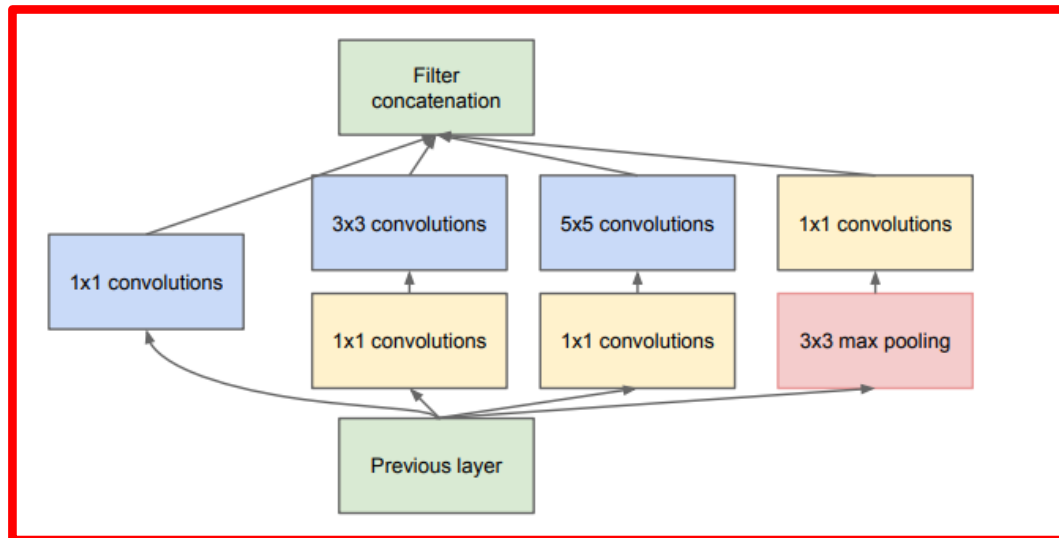 Filter
concatenation
3x3 convolutions
5x5 convolutions
1x1 convolutions
1x1 convolutions
1x1 convolutions
1x1 convolutions
3x3 max pooling
Previous layer